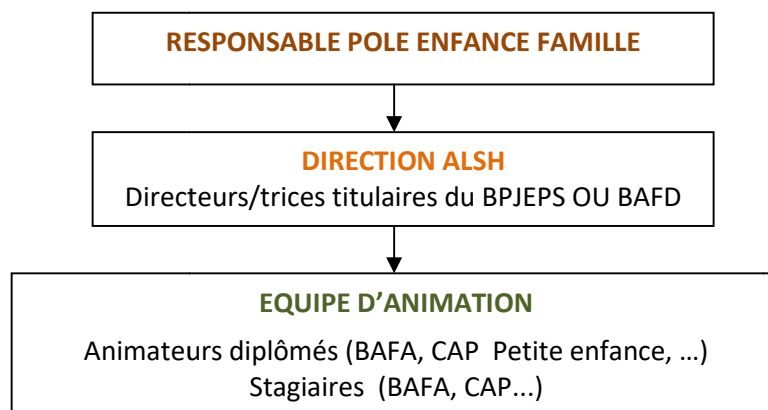 RESPONSABLE POLE ENFANCE FAMILLE
DIRECTION ALSH
Directeurs/trices titulaires du BPJEPS OU BAFD
EQUIPE D’ANIMATION
Animateurs diplômés (BAFA, CAP Petite enfance, …)
Stagiaires (BAFA, CAP...)